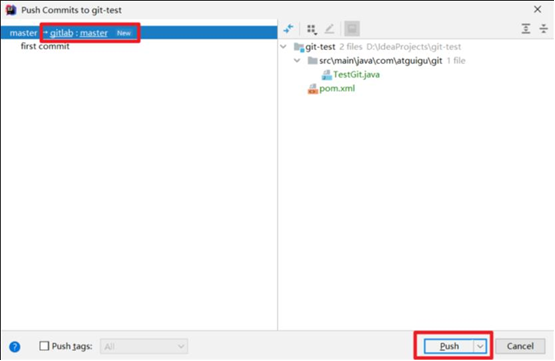 Push Commits to git-test
master → gitlab : master New
first commit
git-test 2 files D:\IdeaProjects\git-test
src\main\java\com\atguigu\git 1 file
TestGit.java
pom.xml
? Push tags: All
Push
Cancel